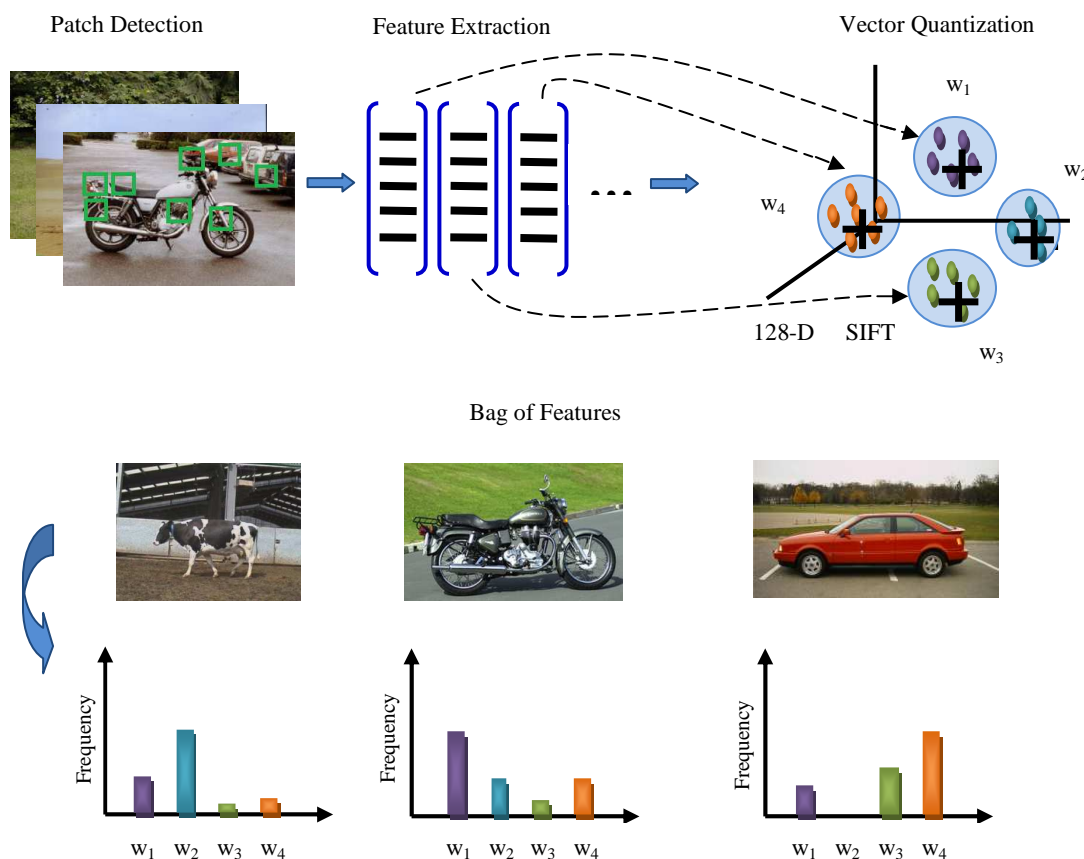 Patch Detection
Feature Extraction
Vector Quantization
w1
w2
w4
128-D SIFT
w3
Bag of Features
Frequency
w1 w2 w3 w4
Frequency
w1 w2 w3 w4
Frequency
w1 w2 w3 w4